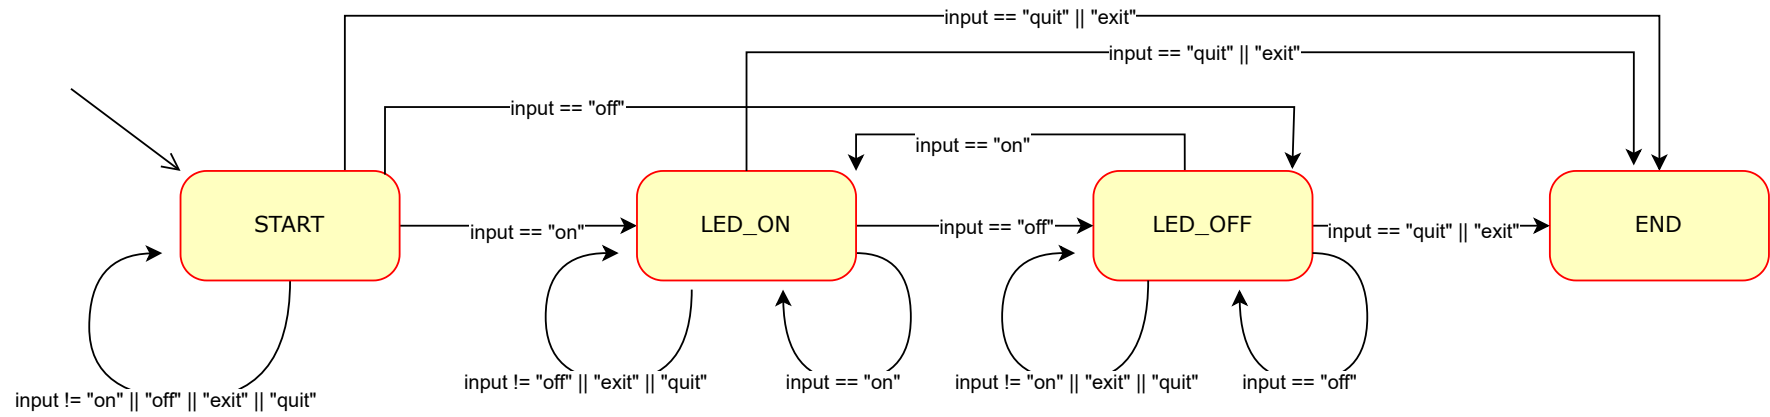 input == "quit" || "exit"
input == "quit" || "exit"
input == "off"
input == "on"
START
input == "on"
LED_ON
input == "off"
LED_OFF
input == "quit" || "exit"
END
input != "on" || "off" || "exit" || "quit"
input != "off" || "exit" || "quit"
input == "on"
input != "on" || "exit" || "quit"
input == "off"